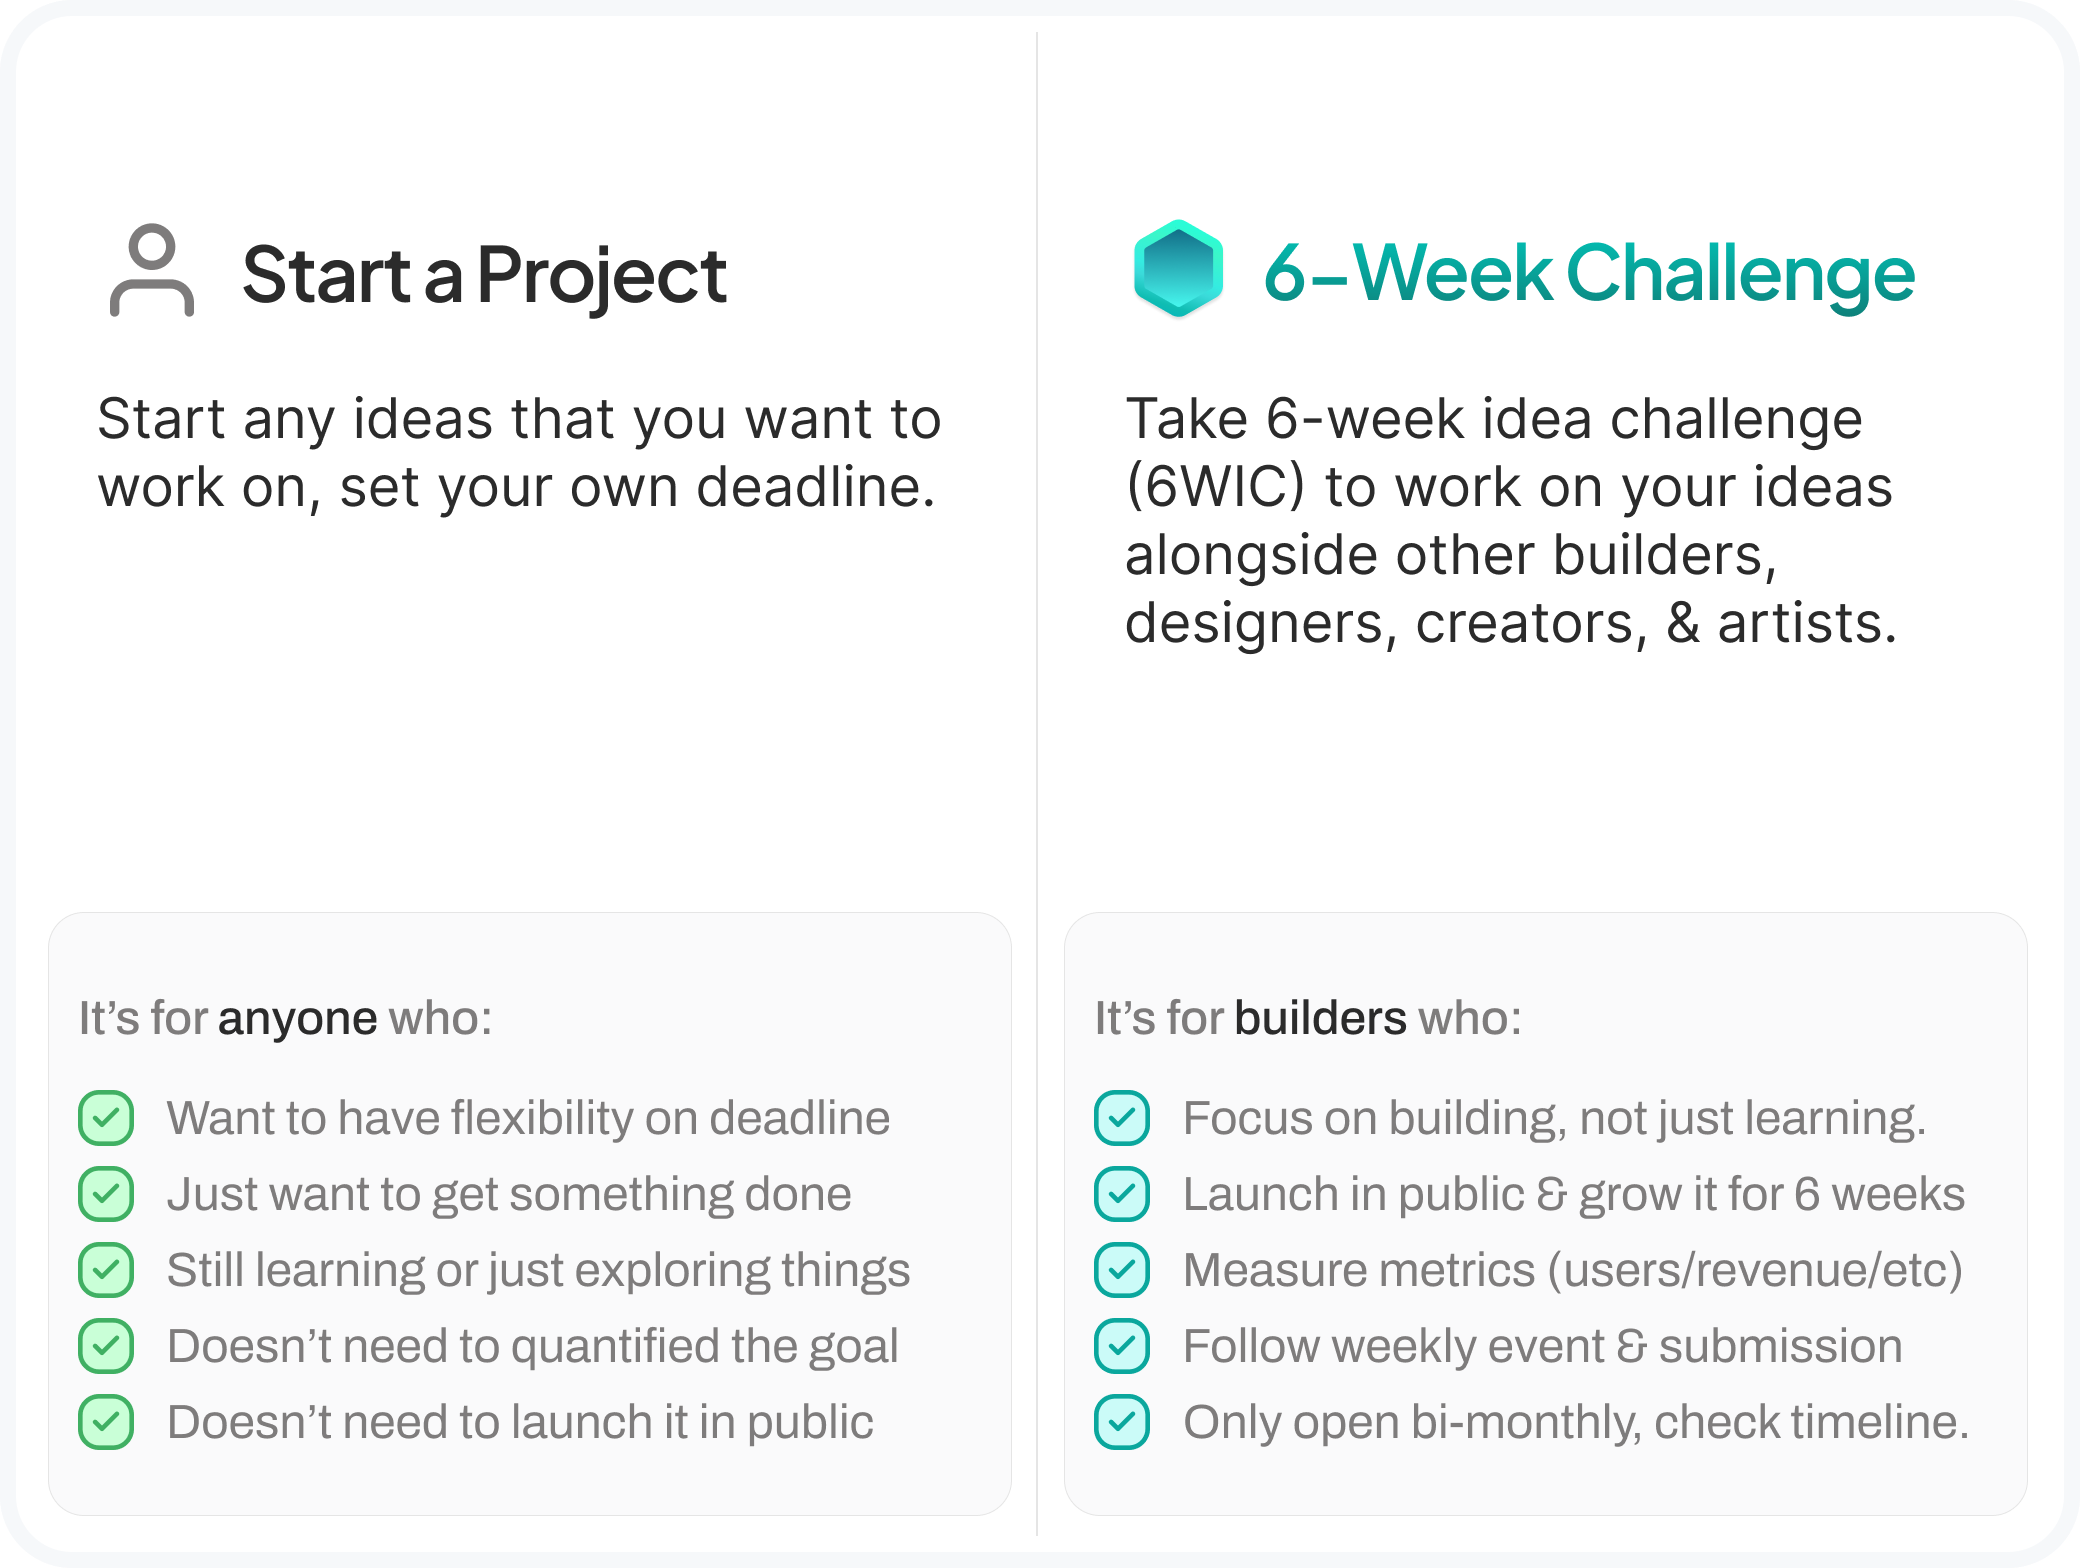 Start a Project
Start any ideas that you want to
work on, set your own deadline.
It’s for anyone who:
Want to have flexibility on deadline
Just want to get something done
Still learning or just exploring things
Doesn’t need to quantified the goal
Doesn’t need to launch it in public
6-Week Challenge
Take 6-week idea challenge
(6WIC) to work on your ideas
alongside other builders,
designers, creators, & artists.
It’s for builders who:
Focus on building, not just learning.
Launch in public & grow it for 6 weeks
Measure metrics (users/revenue/etc)
Follow weekly event & submission
Only open bi-monthly, check timeline.